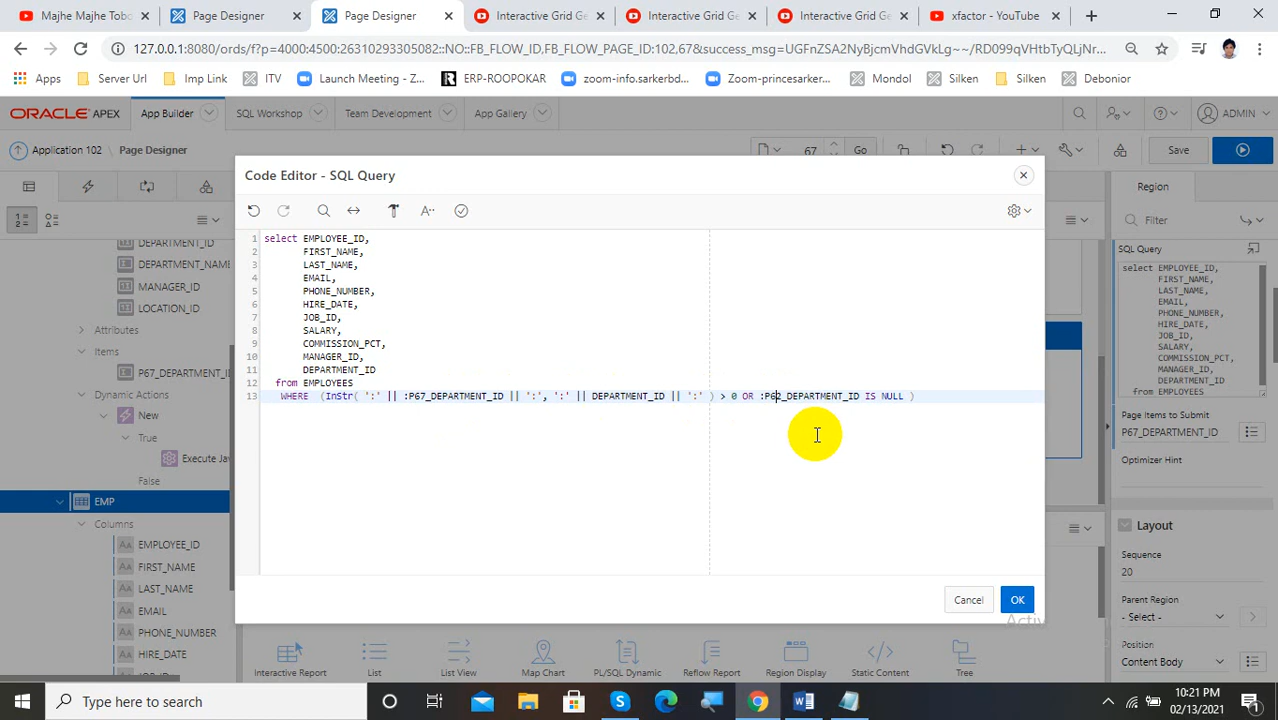 Majhe Majhe Tobo
Page Designer
Page Designer
Interactive Grid Ge
Interactive Grid Ge
Interactive Grid Ge
xfactor - YouTube
127.0.0.1:8080/ords/f?p=4000:4500:26310293305082::NO::FB_FLOW_ID,FB_FLOW_PAGE_ID:102,67&success_msg=UGFnZSA2NyBjcmVhdGVkLg~~/RD099qVHtbTyQLjNr...
Apps
Server Url
Imp Link
ITV
Launch Meeting - Z...
ERP-ROOPOKAR
zoom-info.sarkerbd...
Zoom-princesarker...
Mondol
Silken
Silken
Debonior
ORACLE APEX
App Builder
SQL Workshop
Team Development
App Gallery
ADMIN
Application 102
Page Designer
67
Go
Save
Code Editor - SQL Query
Region
Filter
DEPARTMENT_ID
DEPARTMENT_NAM
MANAGER_ID
LOCATION_ID
Attributes
Items
P67_DEPARTMENT_ID
Dynamic Actions
New
True
Execute Ja
False
EMP
Columns
EMPLOYEE_ID
FIRST_NAME
LAST_NAME
EMAIL
PHONE_NUMBER
HIRE_DATE
1 select EMPLOYEE_ID,
2 FIRST_NAME,
3 LAST_NAME,
4 EMAIL,
5 PHONE_NUMBER,
6 HIRE_DATE,
7 JOB_ID,
8 SALARY,
9 COMMISSION_PCT,
10 MANAGER_ID,
11 DEPARTMENT_ID
12 from EMPLOYEES
13 WHERE (InStr( ':' || :P67_DEPARTMENT_ID || ':', ':' || DEPARTMENT_ID || ':' ) > 0 OR :P62_DEPARTMENT_ID IS NULL )
Cancel
OK
SQL Query
select EMPLOYEE_ID,
FIRST_NAME,
LAST_NAME,
EMAIL,
PHONE_NUMBER,
HIRE_DATE,
JOB_ID,
SALARY,
COMMISSION_PCT,
MANAGER_ID,
DEPARTMENT_ID
from EMPLOYEES
Page Items to Submit
P67_DEPARTMENT_ID
Optimizer Hint
Layout
Sequence
20
Parent Region
- Select -
Position
Content Body
Interactive Report
List
List View
Map Chart
PL/SQL Dynamic
Reflow Report
Region Display
Static Content
Tree
Type here to search
10:21 PM
02/13/2021